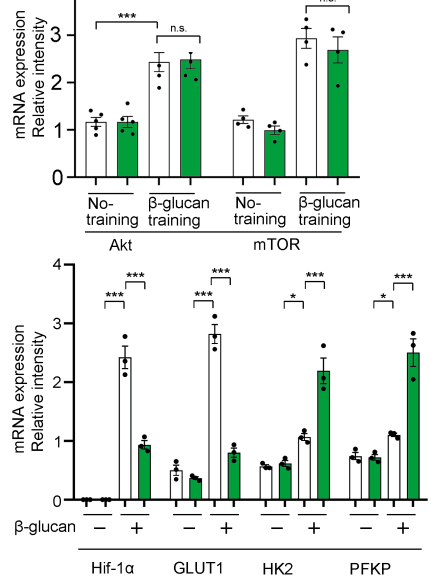 n.s.
***
n.s.
mRNA expression
Relative intensity
3
2
1
0
No-
training
β-glucan
training
No-
training
β-glucan
training
Akt
mTOR
mRNA expression
Relative intensity
4
3
2
1
0
***
***
***
***
*
***
*
***
β-glucan
− + − + − + − +
Hif-1α GLUT1 HK2 PFKP